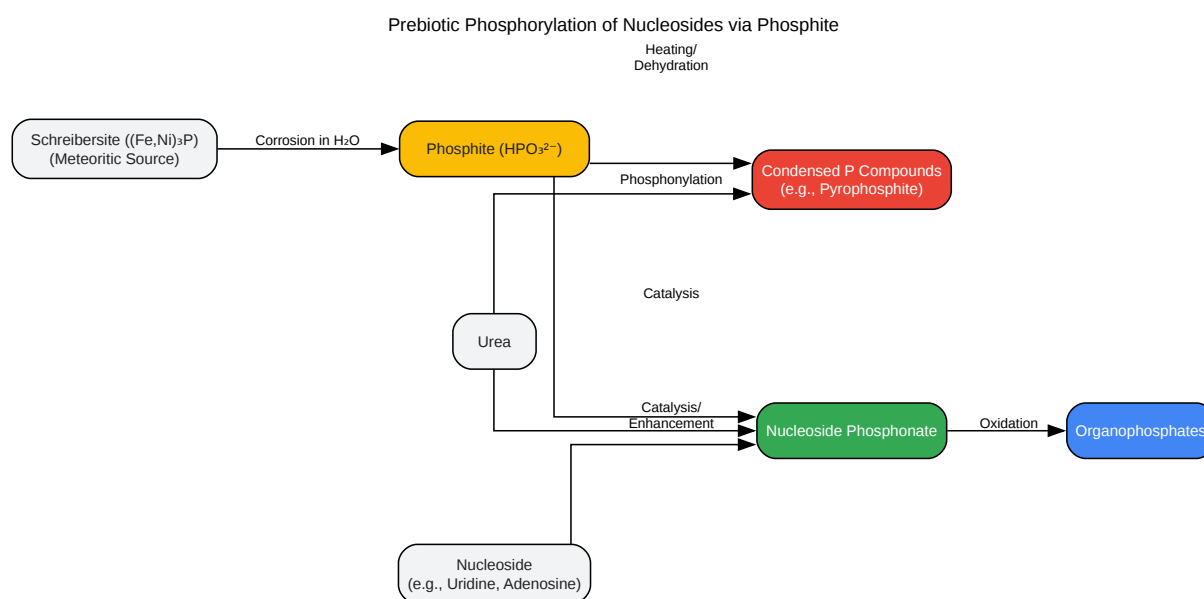 Prebiotic Phosphorylation of Nucleosides via Phosphite
Heating/
Dehydration
Schreibersite ((Fe,Ni)₃P)
(Meteoritic Source)
Corrosion in H₂O
Phosphite (HPO₃²⁻)
Phosphonylation
Condensed P Compounds
(e.g., Pyrophosphite)
Catalysis
Urea
Catalysis/
Enhancement
Nucleoside Phosphonate
Oxidation
Organophosphates
Nucleoside
(e.g., Uridine, Adenosine)